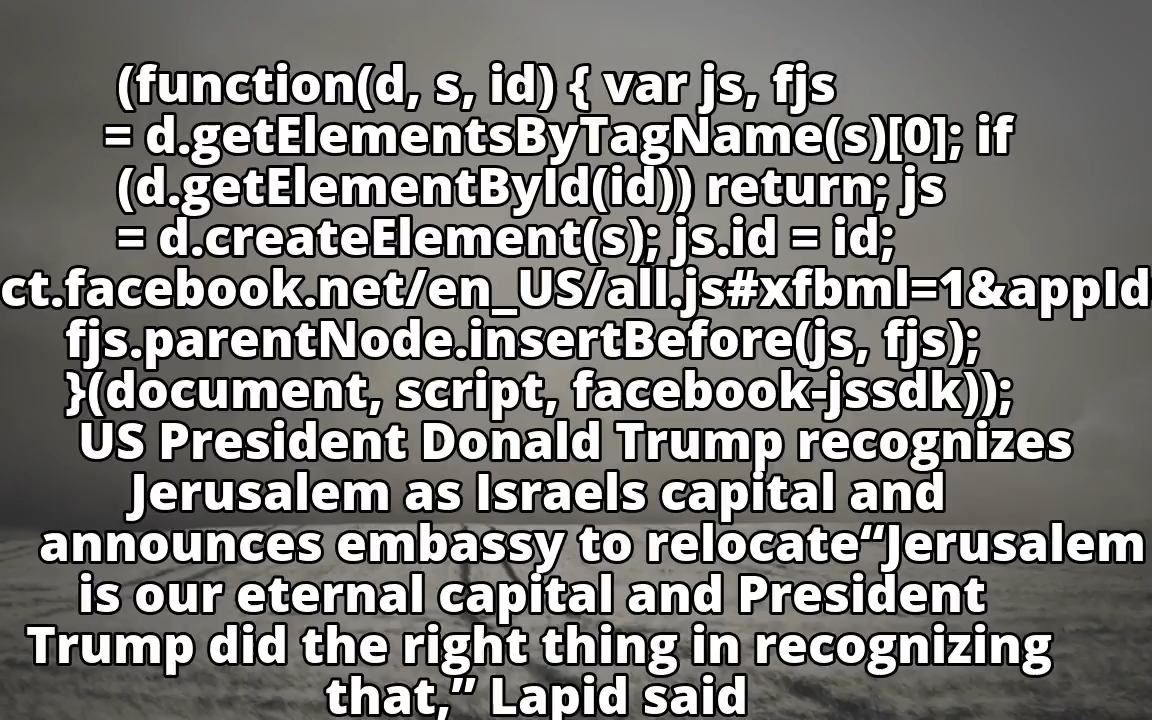 (function(d, s, id) { var js, fjs
= d.getElementsByTagName(s)[0]; if
(d.getElementById(id)) return; js
= d.createElement(s); js.id = id;
ct.facebook.net/en_US/all.js#xfbml=1&appId
fjs.parentNode.insertBefore(js, fjs);
}(document, script, facebook-jssdk));
US President Donald Trump recognizes
Jerusalem as Israels capital and
announces embassy to relocate“Jerusalem
is our eternal capital and President
Trump did the right thing in recognizing
that,” Lapid said